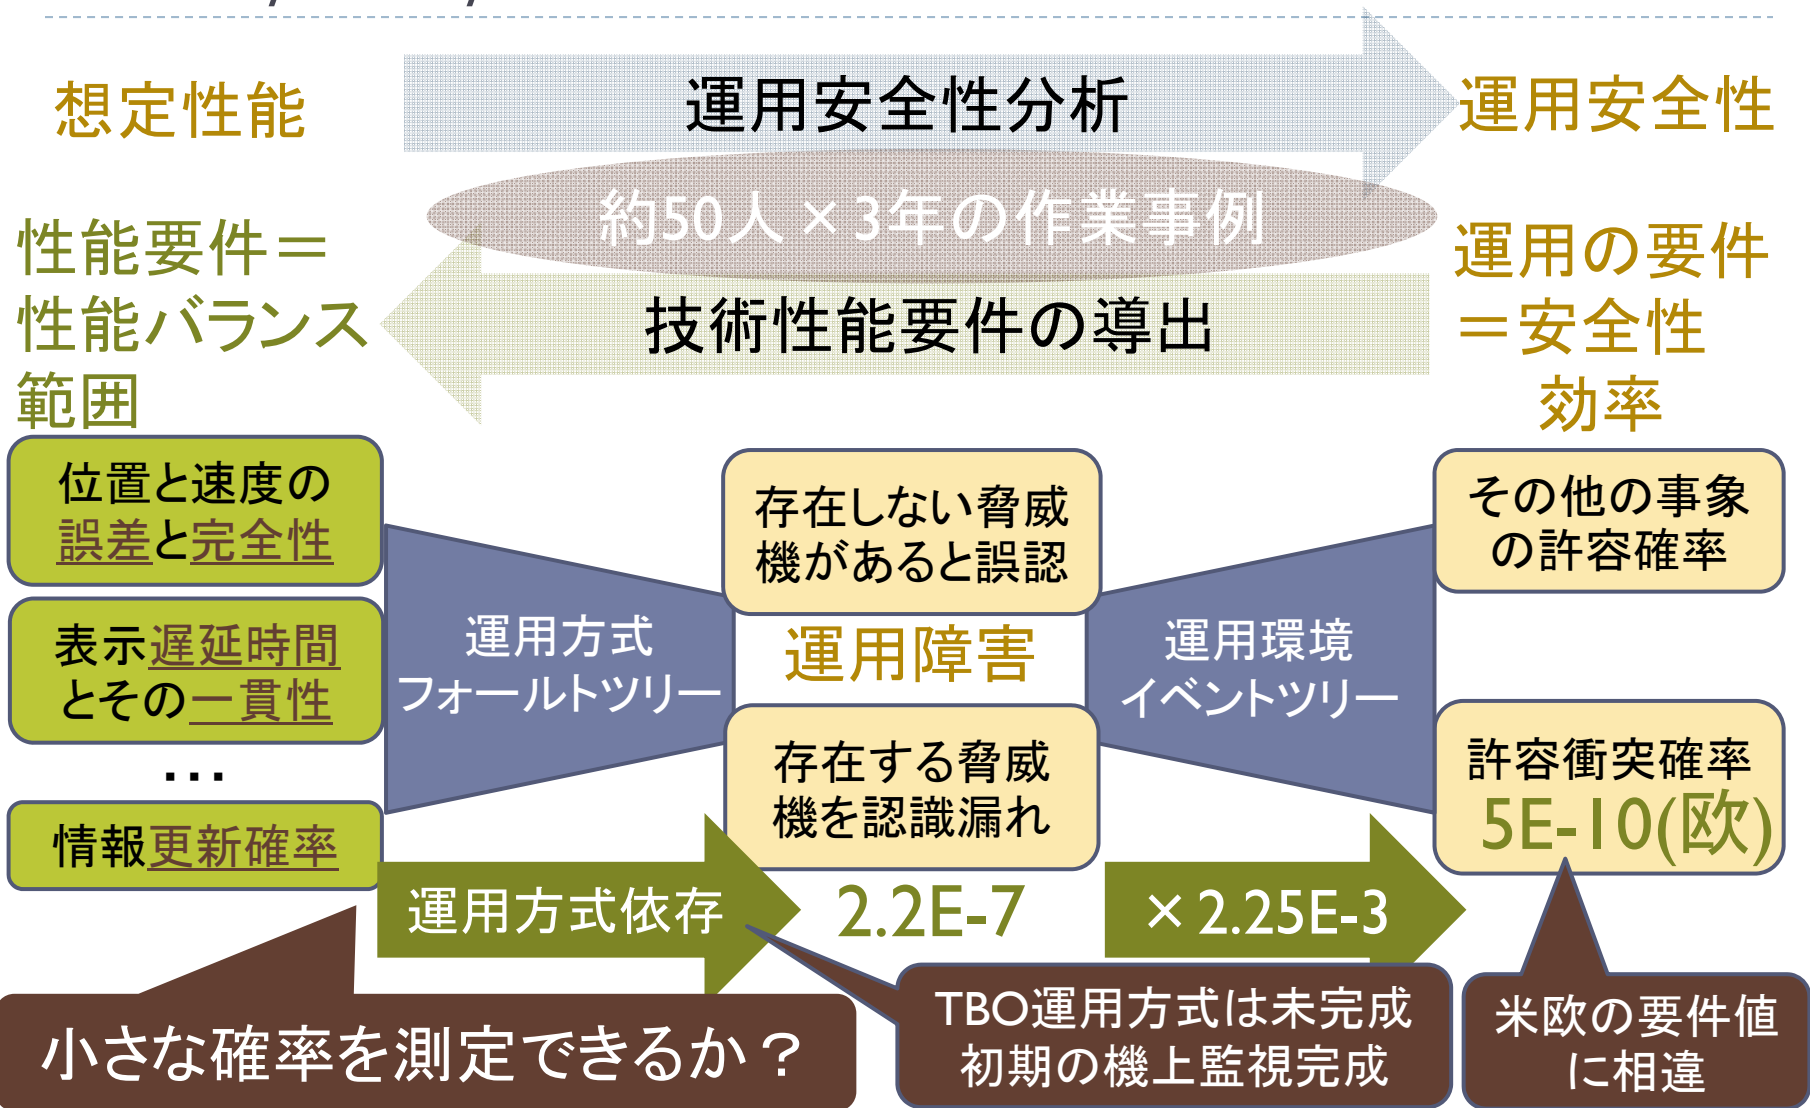 想定性能
運用安全性分析
運用安全性
約50人×3年の作業事例
性能要件＝
性能バランス
範囲
技術性能要件の導出
運用の要件
＝安全性
効率
位置と速度の
誤差と完全性
表示遅延時間
とその一貫性
…
情報更新確率
運用方式
フォールトツリー
存在しない脅威
機があると誤認
運用障害
存在する脅威
機を認識漏れ
運用環境
イベントツリー
その他の事象
の許容確率
許容衝突確率
5E-10(欧)
運用方式依存
2.2E-7
×2.25E-3
小さな確率を測定できるか？
TBO運用方式は未完成
初期の機上監視完成
米欧の要件値
に相違